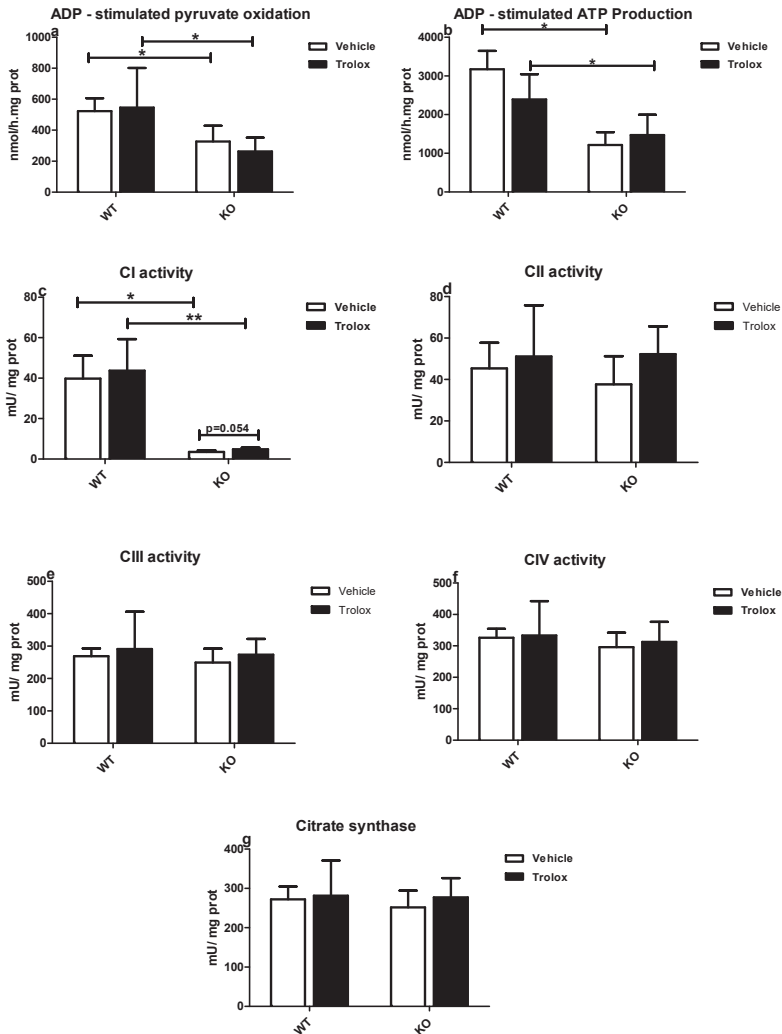 ADP - stimulated pyruvate oxidation
a
*
*
Vehicle
Trolox
nmol/h.mg prot
1000
800
600
400
200
0
WT
KO
ADP - stimulated ATP Production
b
*
*
Vehicle
Trolox
nmol/h.mg prot
4000
3000
2000
1000
0
WT
KO
CI activity
c
*
**
p=0.054
Vehicle
Trolox
mU/ mg prot
80
60
40
20
0
WT
KO
CII activity
d
Vehicle
Trolox
mU/ mg prot
80
60
40
20
0
WT
KO
CIII activity
e
Vehicle
Trolox
mU/ mg prot
500
400
300
200
100
0
WT
KO
CIV activity
f
Vehicle
Trolox
mU/ mg prot
500
400
300
200
100
0
WT
KO
Citrate synthase
g
Vehicle
Trolox
mU/ mg prot
400
300
200
100
0
WT
KO